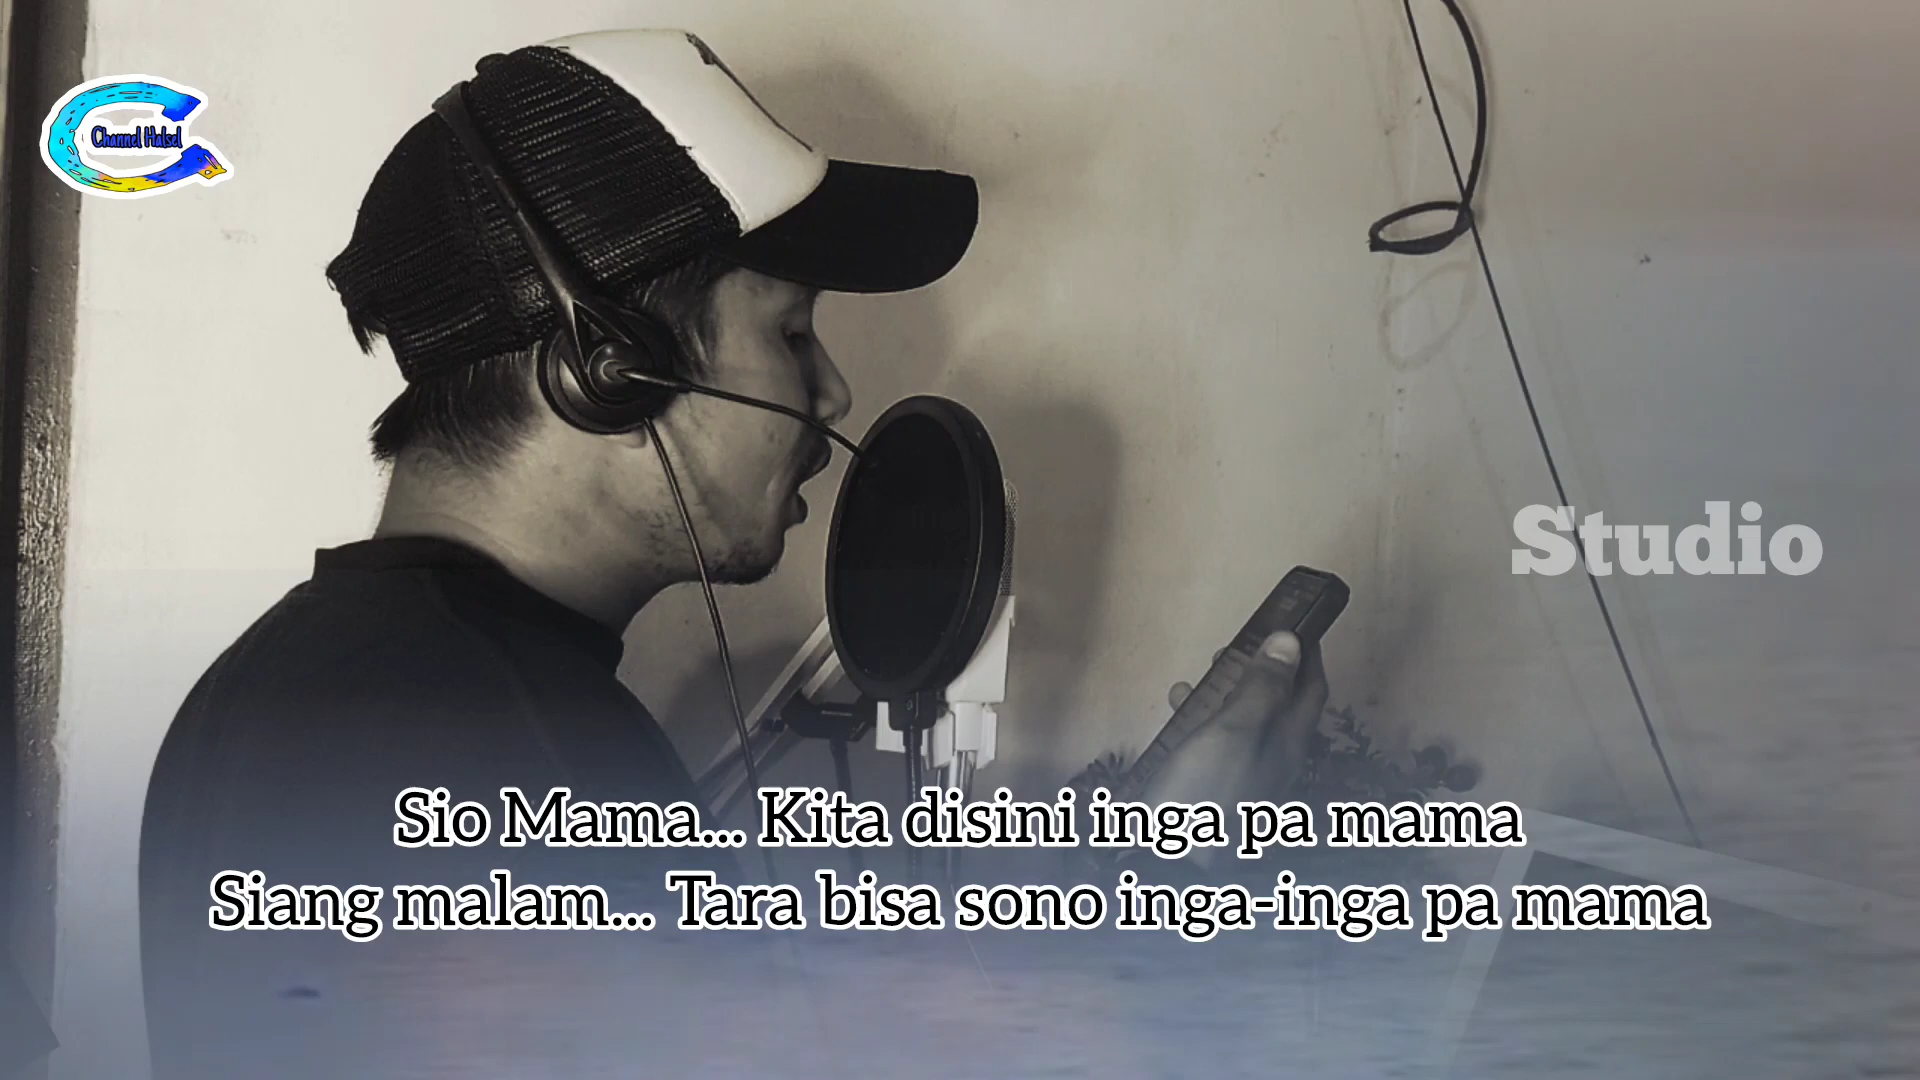 Channel Halsel
Studio
Sio Mama... Kita disini inga pa mama
Siang malam... Tara bisa sono inga-inga pa mama